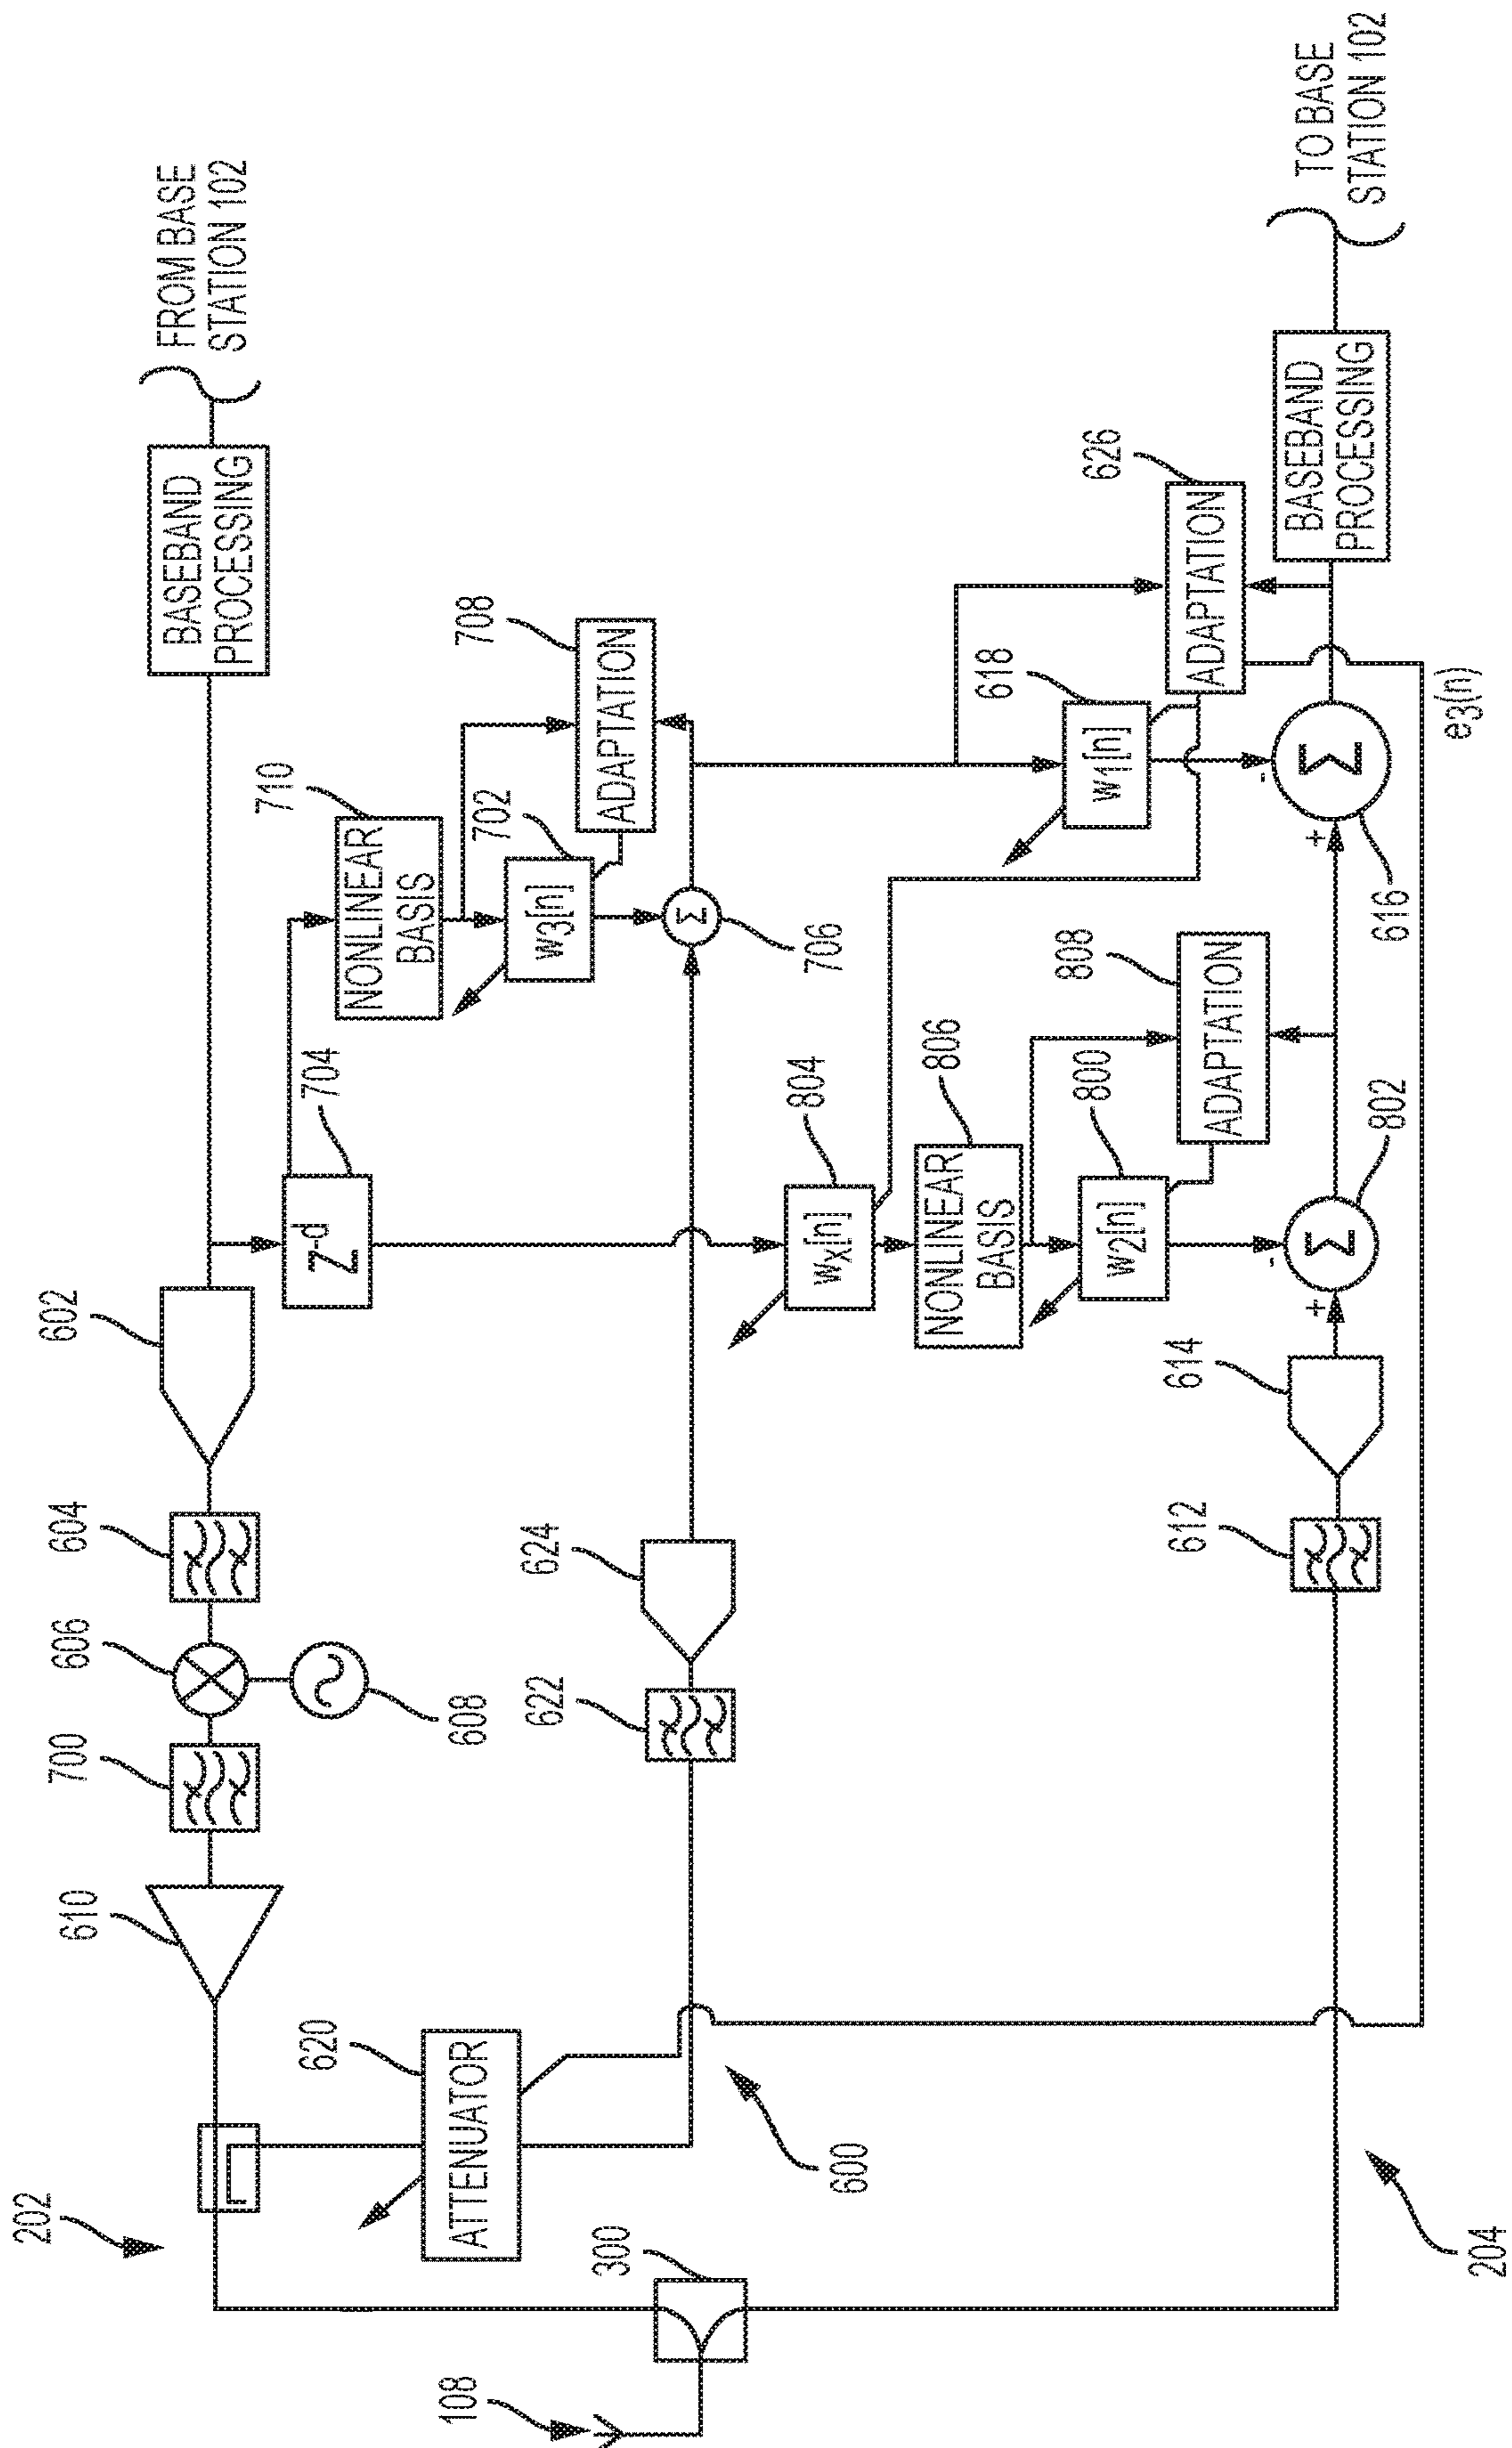 FROM BASE
STATION 102
BASEBAND
PROCESSING
602
604
606
608
700
610
202
710
NONLINEAR
BASIS
702
w3[n]
708
ADAPTATION
704
Z-d
706
Σ
624
622
620
ATTENUATOR
600
300
108
TO BASE
STATION 102
BASEBAND
PROCESSING
626
ADAPTATION
618
w1[n]
-
Σ
+
616
e3(n)
804
wx[n]
806
NONLINEAR
BASIS
800
w2[n]
808
ADAPTATION
-
Σ
+
802
614
612
204